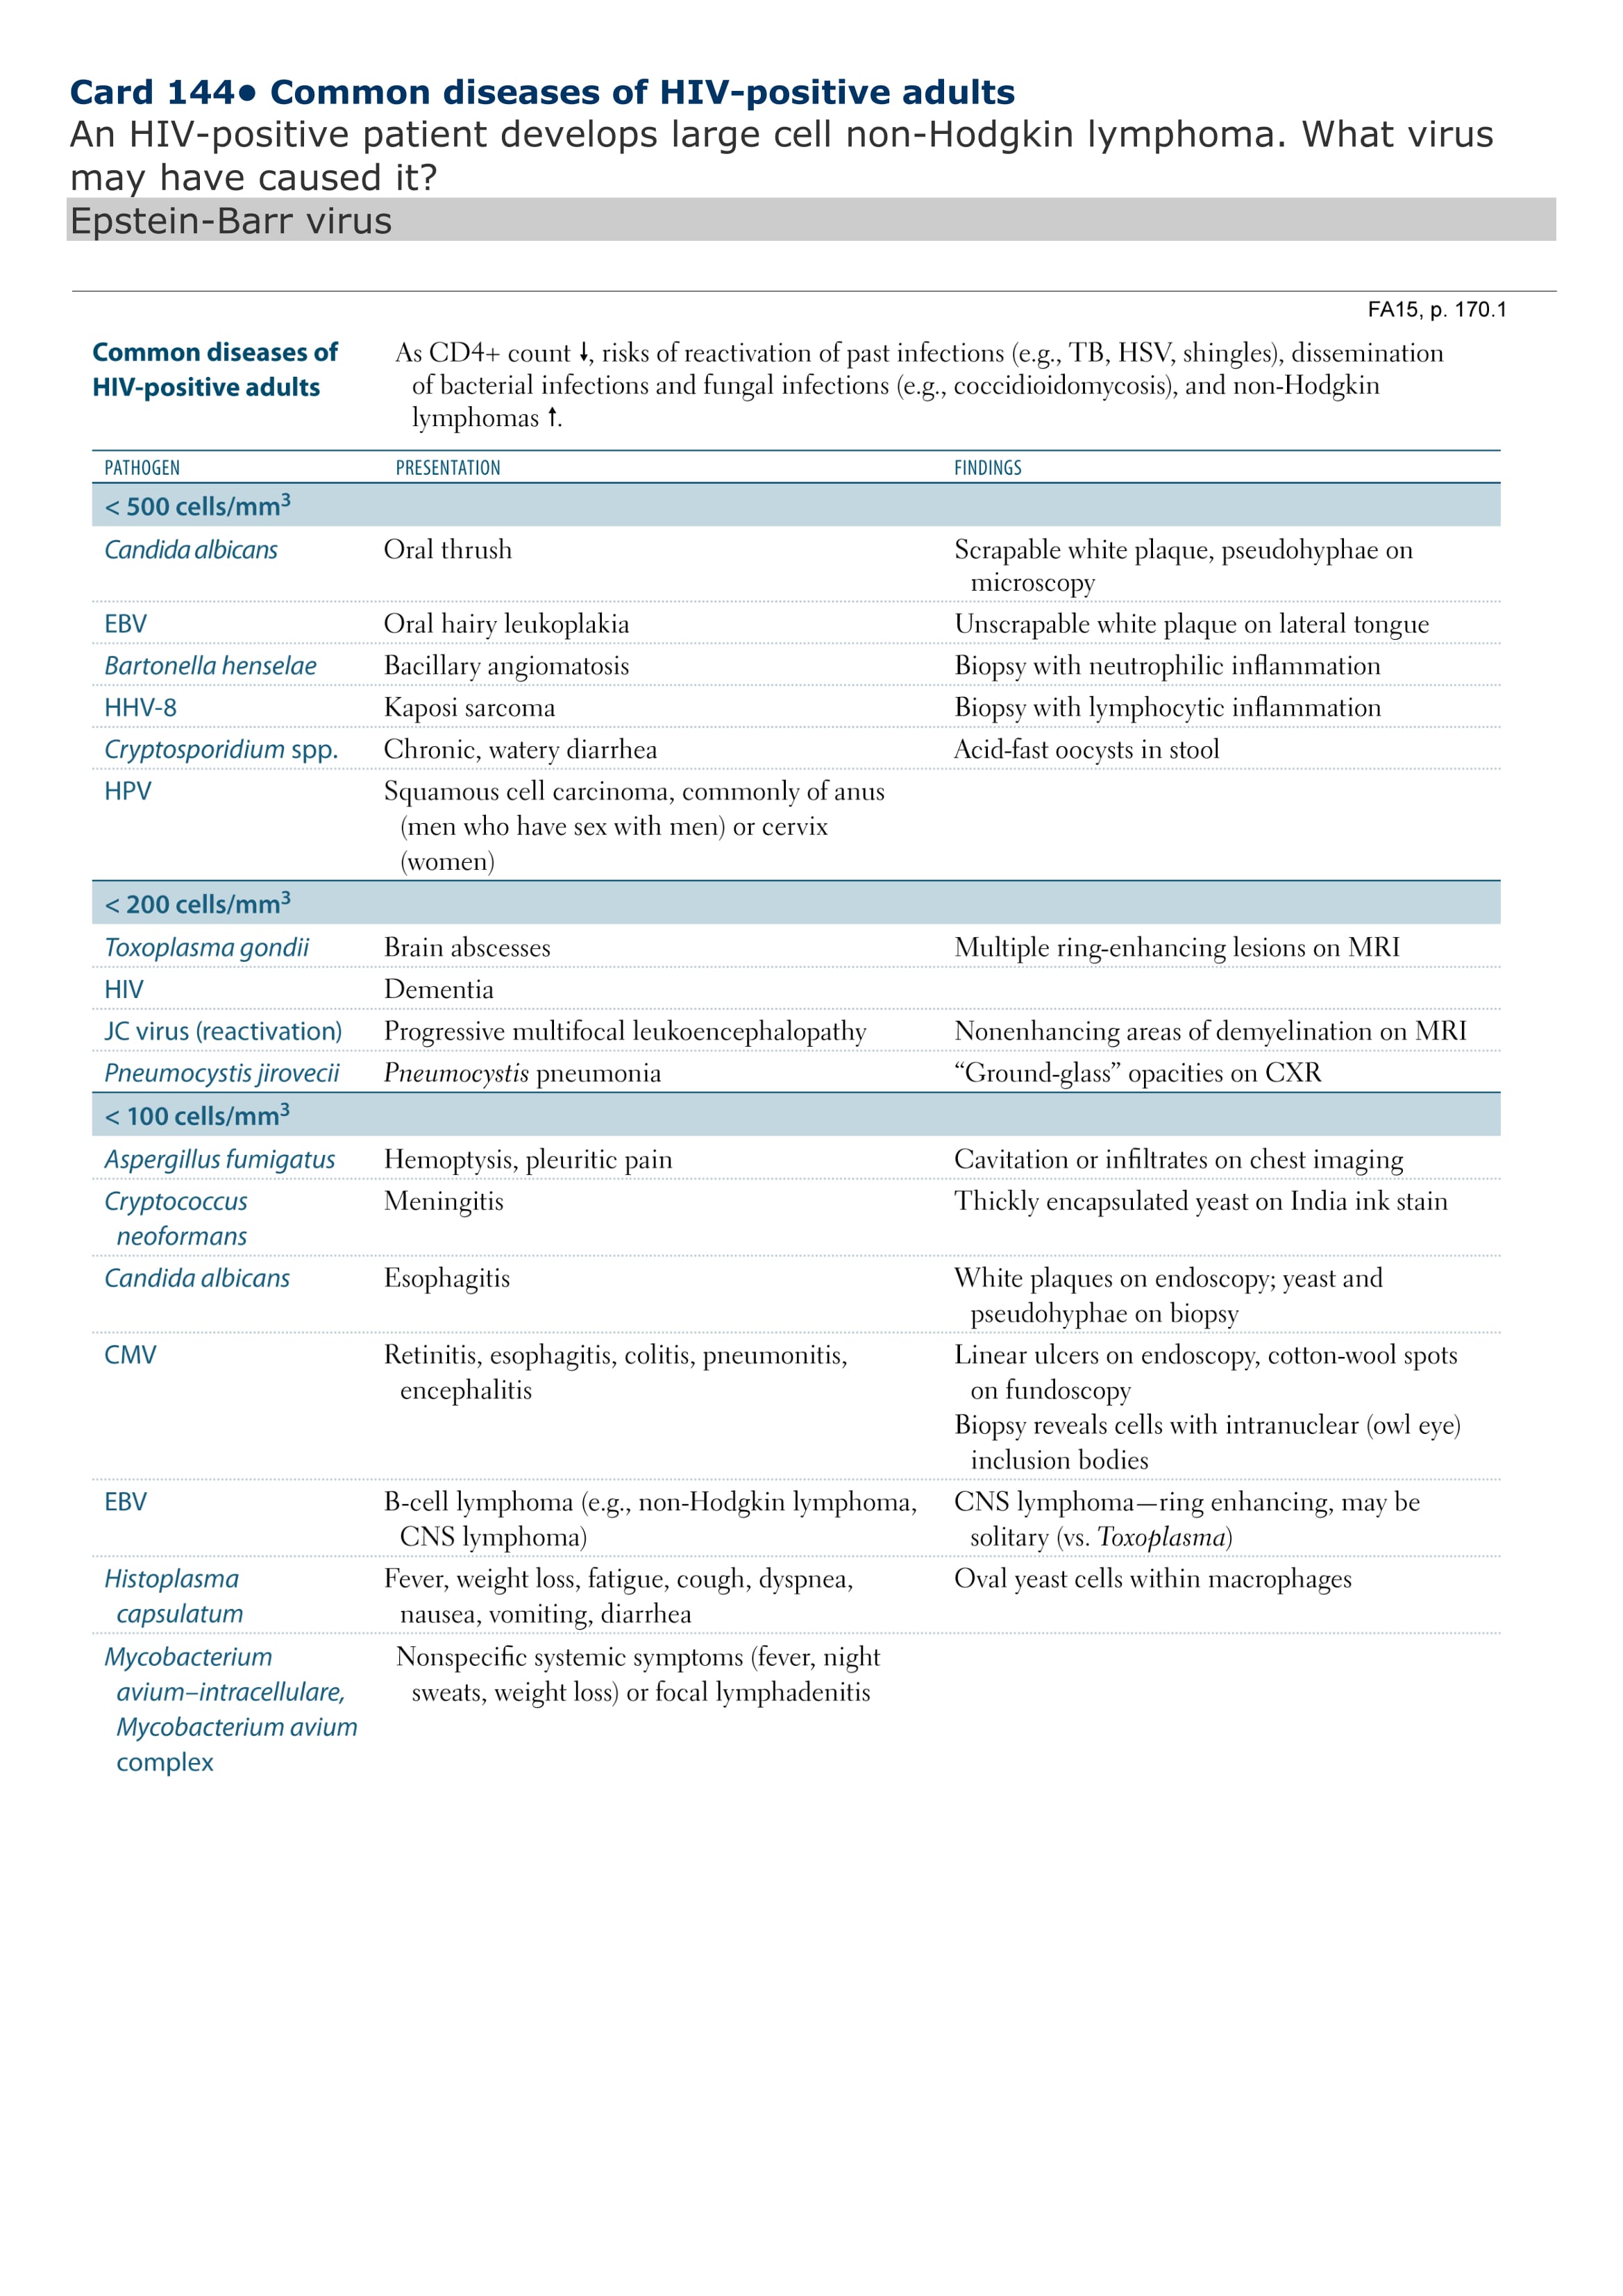 Card 144● Common diseases of HIV-positive adults
An HIV-positive patient develops large cell non-Hodgkin lymphoma. What virus
may have caused it?
Epstein-Barr virus
FA15, p. 170.1
Common diseases of
HIV-positive adults
As CD4+ count ↓, risks of reactivation of past infections (e.g., TB, HSV, shingles), dissemination
of bacterial infections and fungal infections (e.g., coccidioidomycosis), and non-Hodgkin
lymphomas ↑.
PATHOGEN PRESENTATION FINDINGS
< 500 cells/mm³
Candida albicans Oral thrush Scrapable white plaque, pseudohyphae on
microscopy
EBV Oral hairy leukoplakia Unscrapable white plaque on lateral tongue
Bartonella henselae Bacillary angiomatosis Biopsy with neutrophilic inflammation
HHV-8 Kaposi sarcoma Biopsy with lymphocytic inflammation
Cryptosporidium spp. Chronic, watery diarrhea Acid-fast oocysts in stool
HPV Squamous cell carcinoma, commonly of anus
(men who have sex with men) or cervix
(women)
< 200 cells/mm³
Toxoplasma gondii Brain abscesses Multiple ring-enhancing lesions on MRI
HIV Dementia
JC virus (reactivation) Progressive multifocal leukoencephalopathy Nonenhancing areas of demyelination on MRI
Pneumocystis jirovecii Pneumocystis pneumonia “Ground-glass” opacities on CXR
< 100 cells/mm³
Aspergillus fumigatus Hemoptysis, pleuritic pain Cavitation or infiltrates on chest imaging
Cryptococcus Meningitis Thickly encapsulated yeast on India ink stain
neoformans
Candida albicans Esophagitis White plaques on endoscopy; yeast and
pseudohyphae on biopsy
CMV Retinitis, esophagitis, colitis, pneumonitis, Linear ulcers on endoscopy, cotton-wool spots
encephalitis on fundoscopy
Biopsy reveals cells with intranuclear (owl eye)
inclusion bodies
EBV B-cell lymphoma (e.g., non-Hodgkin lymphoma, CNS lymphoma—ring enhancing, may be
CNS lymphoma) solitary (vs. Toxoplasma)
Histoplasma Fever, weight loss, fatigue, cough, dyspnea, Oval yeast cells within macrophages
capsulatum nausea, vomiting, diarrhea
Mycobacterium Nonspecific systemic symptoms (fever, night
avium–intracellulare, sweats, weight loss) or focal lymphadenitis
Mycobacterium avium
complex